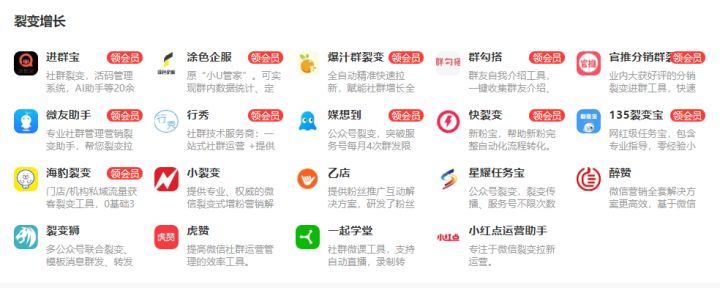 裂变增长
进群宝 领会员
社群裂变，活码管理
系统，AI助手等20余
涂色企服 领会员
原“小U管家”。可实
现群内数据统计、定
爆汁群裂变 领会员
全自动精准快速拉
新，赋能社群增长全
群勾搭 领会员
群友自我介绍工具，
一键收集群友介绍、
官推分销群裂 领会员
业内大获好评的分销
裂变进群工具，快速
微友助手 领会员
专业社群管理营销裂
变助手，帮您裂变拉
行秀 领会员
社群技术服务商：一
站式社群运营 +提供
媒想到 领会员
公众号裂变，突破服
务号每月4次群发限
快裂变 领会员
新粉宝，帮助新粉完
整自动化流程转化。
135裂变宝 领会员
网红级任务宝，包含
专业指导，零经验小
海豹裂变 领会员
门店/机构私域流量获
客裂变工具，0基础3
小裂变
提供专业、权威的微
信裂变式增粉营销解
乙店
提供粉丝推广互动解
决方案，研发了粉丝
星耀任务宝
公众号裂变，裂变传
播、服务号不限次数
醉赞
微信营销全套解决方
案更高效，基于微信
裂变狮
多公众号联合裂变、
模板消息群发、转发
虎赞
提高微信社群运营管
理的效率工具。
一起学堂
社群微课工具，支持
自动直播，录制转
小红点运营助手
专注于微信裂变拉新
运营。